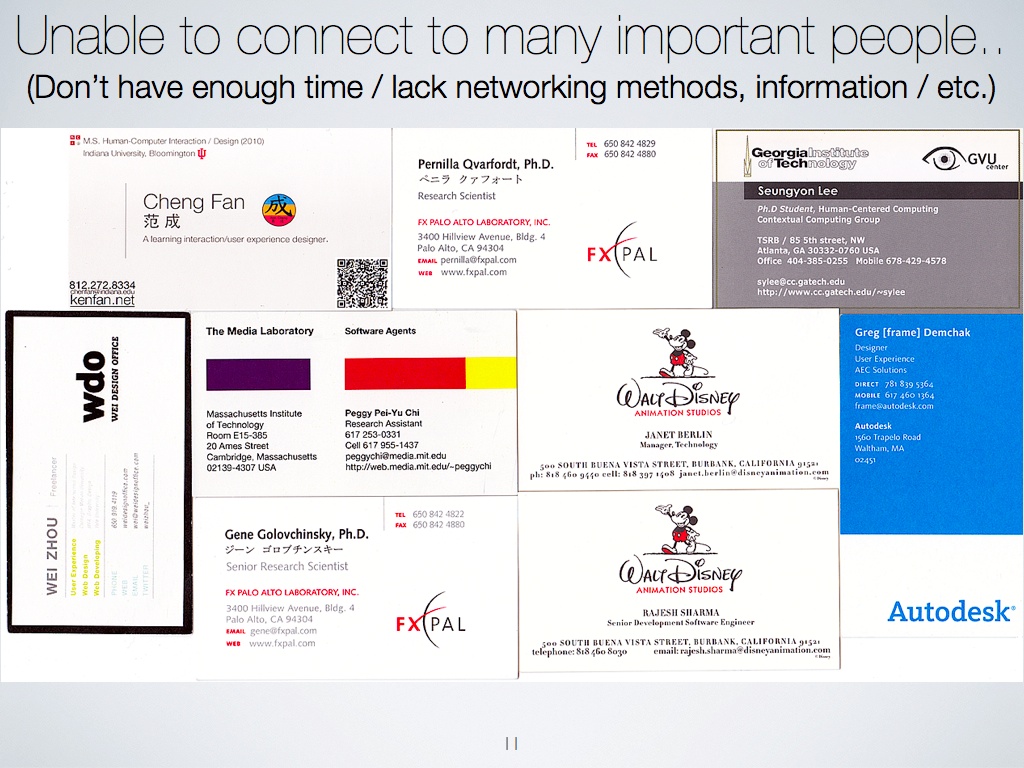 Unable to connect to many important people..
(Don't have enough time / lack networking methods, information / etc.)
M.S. Human-Computer Interaction / Design (2010)
Indiana University, Bloomington
Cheng Fan
范 成
成
A learning interaction/user experience designer.
812.272.8334
chenfan@indiana.edu
kenfan.net
TEL 650 842 4829
FAX 650 842 4880
Pernilla Qvarfordt, Ph.D.
ペニラ クァフォート
Research Scientist
FX PALO ALTO LABORATORY, INC.
3400 Hillview Avenue, Bldg. 4
Palo Alto, CA 94304
EMAIL pernilla@fxpal.com
WEB www.fxpal.com
FXPAL
Georgia Institute
of Technology
GVU
center
Seungyon Lee
Ph.D Student, Human-Centered Computing
Contextual Computing Group
TSRB / 85 5th street, NW
Atlanta, GA 30332-0760 USA
Office 404-385-0255 Mobile 678-429-4578
sylee@cc.gatech.edu
http://www.cc.gatech.edu/~sylee
wdo
WEI DESIGN OFFICE
WEI ZHOU | Freelancer
User Experience
Web Design
Web Developing
PHONE
WEB
EMAIL
TWITTER
weidesignoffice.com
wei@weidesignoffice.com
weizhou_
The Media Laboratory
Software Agents
Massachusetts Institute
of Technology
Room E15-385
20 Ames Street
Cambridge, Massachusetts
02139-4307 USA
Peggy Pei-Yu Chi
Research Assistant
617 253-0331
Cell 617 955-1437
peggychi@media.mit.edu
http://web.media.mit.edu/~peggychi
WALT DISNEY
ANIMATION STUDIOS
JANET BERLIN
Manager, Technology
500 SOUTH BUENA VISTA STREET, BURBANK, CALIFORNIA 91521
ph: 818 460 9440 cell: 818 397 1408 janet.berlin@disneyanimation.com
© Disney
Greg [frame] Demchak
Designer
User Experience
AEC Solutions
DIRECT 781 839 5364
MOBILE 617 460 1364
frame@autodesk.com
Autodesk
1560 Trapelo Road
Waltham, MA
02451
Autodesk®
TEL 650 842 4822
FAX 650 842 4880
Gene Golovchinsky, Ph.D.
ジーン ゴロブチンスキー
Senior Research Scientist
FX PALO ALTO LABORATORY, INC.
3400 Hillview Avenue, Bldg. 4
Palo Alto, CA 94304
EMAIL gene@fxpal.com
WEB www.fxpal.com
FXPAL
WALT DISNEY
ANIMATION STUDIOS
RAJESH SHARMA
Senior Development Software Engineer
500 SOUTH BUENA VISTA STREET, BURBANK, CALIFORNIA 91521
telephone: 818 460 8030 email: rajesh.sharma@disneyanimation.com
© Disney
11